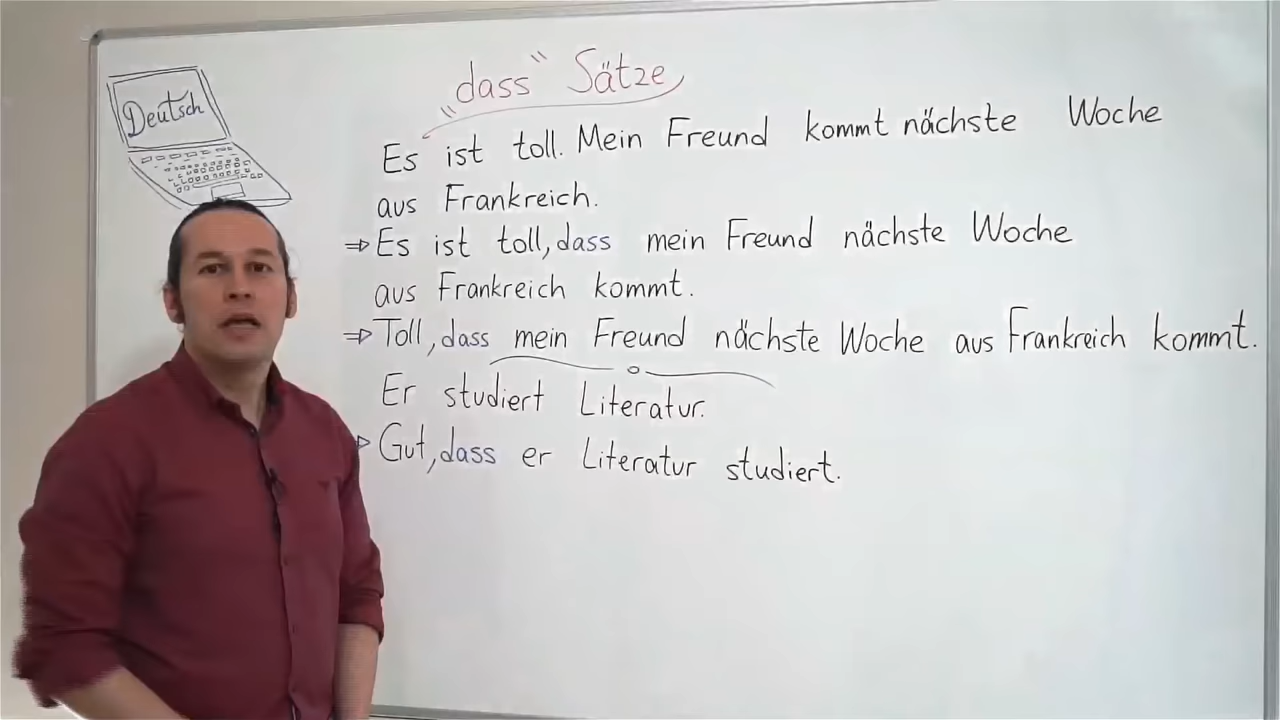 Deutsch
„dass“ Sätze
Es ist toll. Mein Freund kommt nächste Woche
aus Frankreich.
⇒ Es ist toll, dass mein Freund nächste Woche
aus Frankreich kommt.
⇒ Toll, dass mein Freund nächste Woche aus Frankreich kommt.
Er studiert Literatur.
⇒ Gut, dass er Literatur studiert.